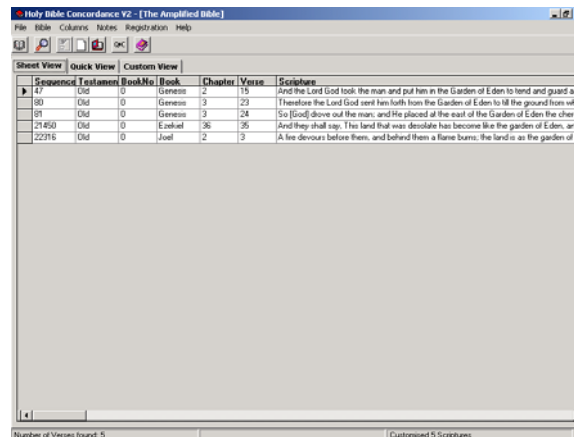 Holy Bible Concordance V2 - [The Amplified Bible]
File Bible Columns Notes Registration Help
Sheet View Quick View Custom View
Sequence Testamen BookNo Book Chapter Verse Scripture
47 Old 0 Genesis 2 15 And the Lord God took the man and put him in the Garden of Eden to tend and guard a
80 Old 0 Genesis 3 23 Therefore the Lord God sent him forth from the Garden of Eden to till the ground from wh
81 Old 0 Genesis 3 24 So [God] drove out the man; and He placed at the east of the Garden of Eden the cher
21450 Old 0 Ezekiel 36 35 And they shall say, This land that was desolate has become like the garden of Eden, an
22316 Old 0 Joel 2 3 A fire devours before them, and behind them a flame burns; the land is as the garden of
Number of Verses found: 5 Customised 5 Scriptures